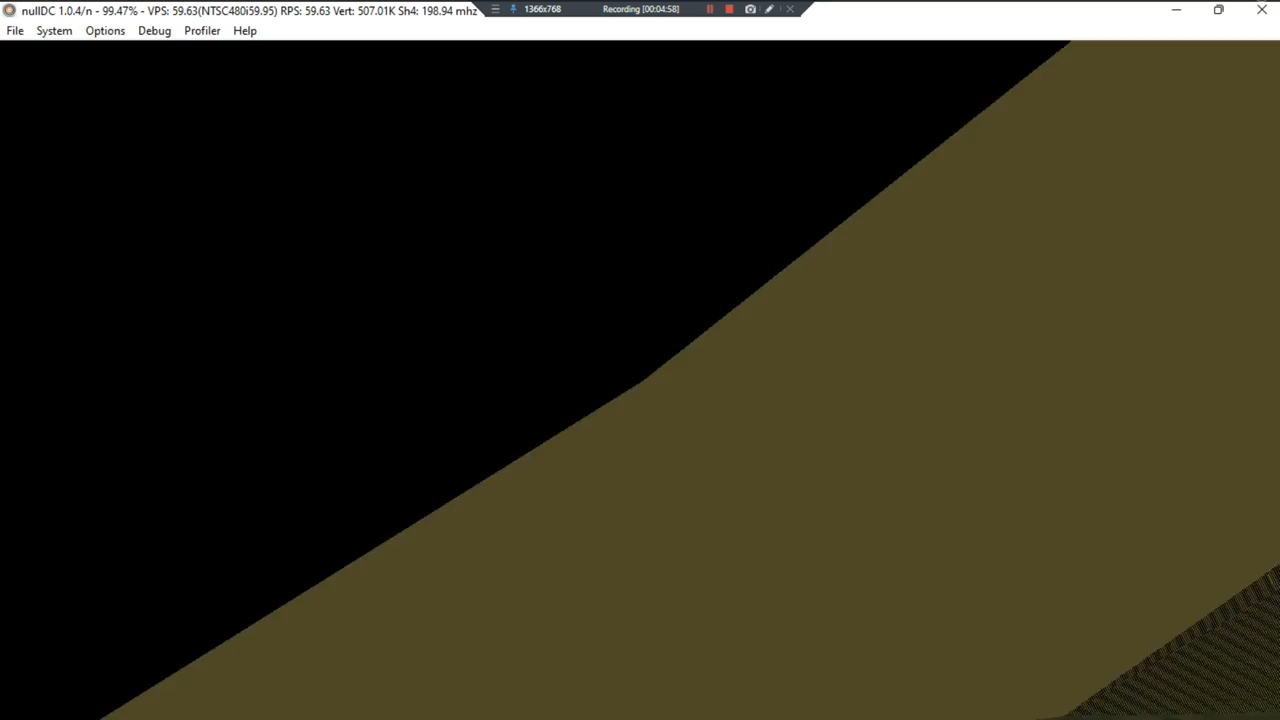 nullDC 1.0.4/n - 99.47% - VPS: 59.63(NTSC480i59.95) RPS: 59.63 Vert: 507.01K Sh4: 198.94 mhz
1366x768 Recording [00:04:58]
File System Options Debug Profiler Help